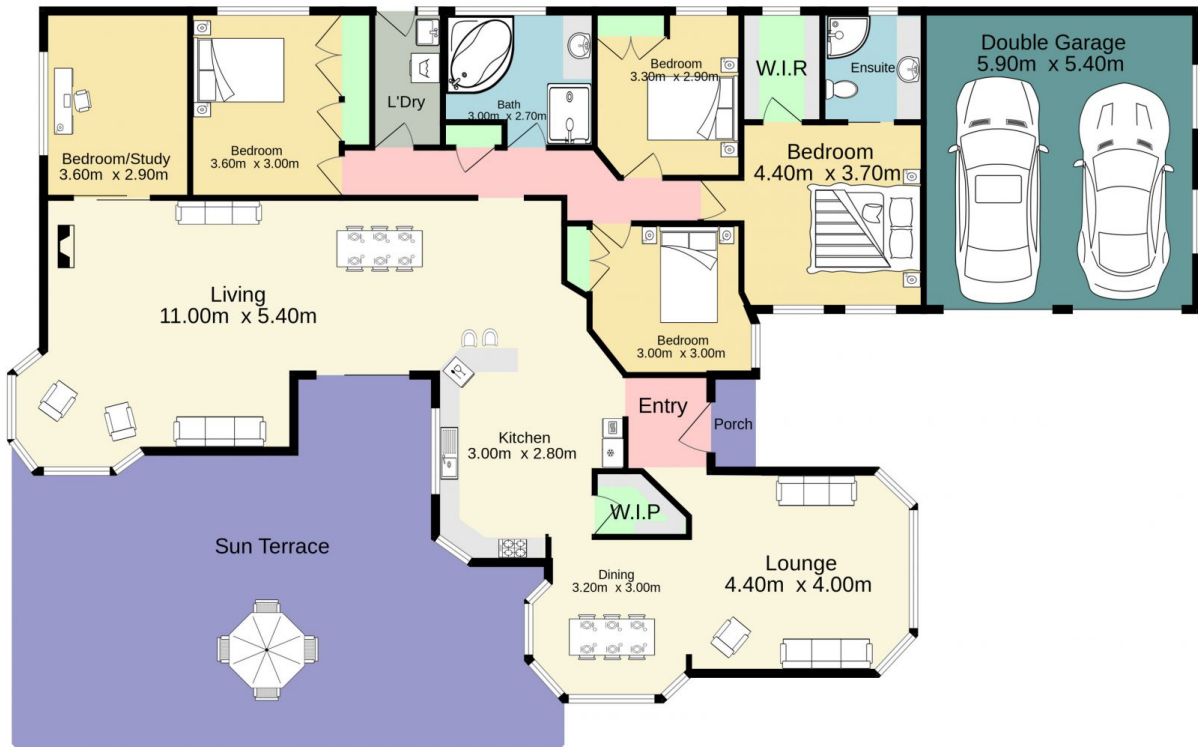 Bedroom/Study
3.60m x 2.90m
Bedroom
3.60m x 3.00m
L'Dry
Bath
3.00m x 2.70m
Bedroom
3.30m x 2.90m
W.I.R
Ensuite
Double Garage
5.90m x 5.40m
Bedroom
4.40m x 3.70m
Living
11.00m x 5.40m
Bedroom
3.00m x 3.00m
Entry
Porch
Kitchen
3.00m x 2.80m
W.I.P
Sun Terrace
Dining
3.20m x 3.00m
Lounge
4.40m x 4.00m